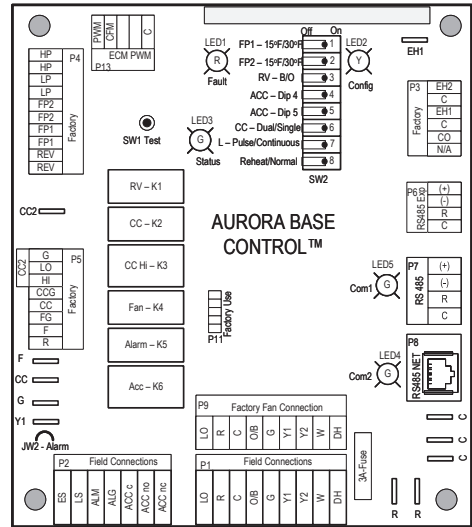 PWM
CFM
C
ECM PWM
P13
LED1
R
Fault
Off On
FP1 – 15ºF/30ºF 1
FP2 – 15ºF/30ºF 2
RV – B/O 3
ACC – Dip 4 4
ACC – Dip 5 5
CC – Dual/Single 6
L – Pulse/Continuous 7
Reheat/Normal 8
SW2
LED2
Y
Config
EH1
HP
HP
LP
LP
FP2
FP2
FP1
FP1
REV
REV
P4
Factory
SW1 Test
LED3
G
Status
P3
Factory
EH2
C
EH1
C
CO
N/A
RV – K1
CC – K2
CC Hi – K3
Fan – K4
Alarm – K5
Acc – K6
AURORA BASE
CONTROL™
P6
RS485 Exp
(+)
(-)
R
C
CC2
CC2
G
LO
HI
CCG
CC
FG
F
R
P5
Factory
P11
Factory Use
LED5
Com1
G
P7
RS 485
(+)
(-)
R
C
LED4
Com2
G
P8
RS485 NET
F
CC
G
Y1
JW2 - Alarm
P9 Factory Fan Connection
LO
R
C
O/B
G
Y1
Y2
W
DH
3A-Fuse
C
C
C
P2 Field Connections
ES
LS
ALM
ALG
ACC c
ACC no
ACC nc
P1 Field Connections
LO
R
C
O/B
G
Y1
Y2
W
DH
R R